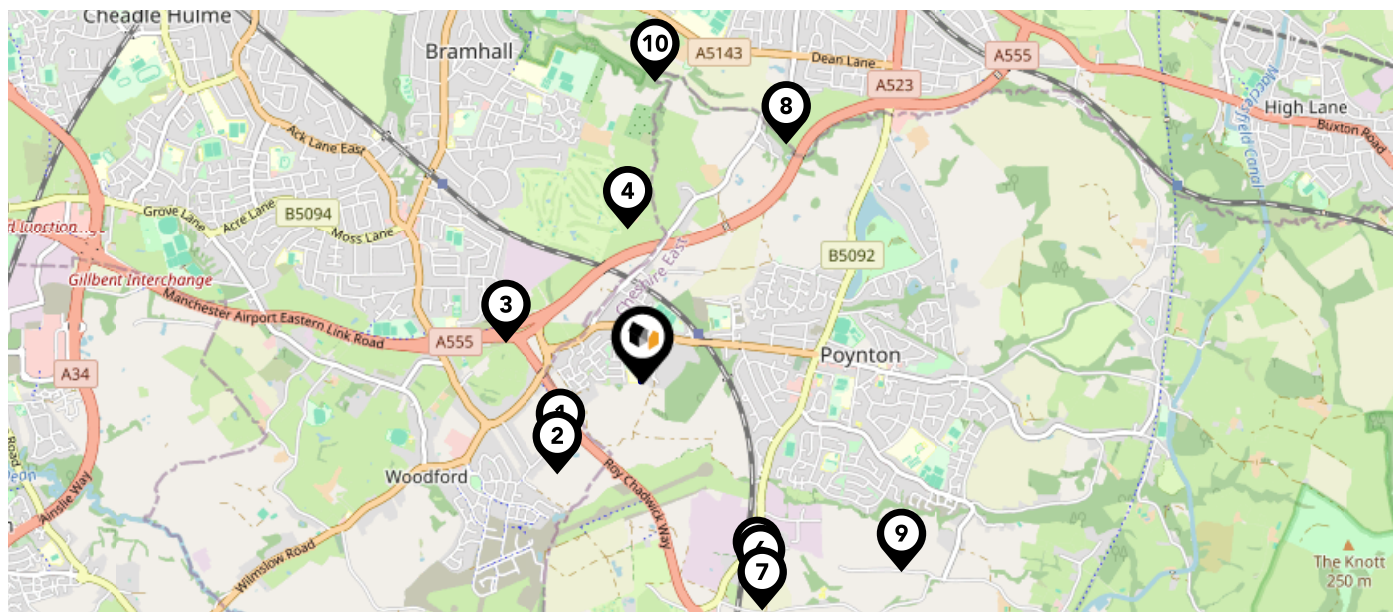 Cheadle Hulme
10
Bramhall
A5143
Dean Lane
A555
A523
8
High Lane
Macclesfield Canal
Buxton Road
Ack Lane East
4
Grove Lane
Acre Lane
B5094
Moss Lane
B5092
Cheshire East
Gillbent Interchange
3
Manchester Airport Eastern Link Road
A555
Poynton
A34
2
Woodford
Road
Ainslie Way
Roy Chadwick Way
9
7
Wilmslow Road
The Knott
250 m